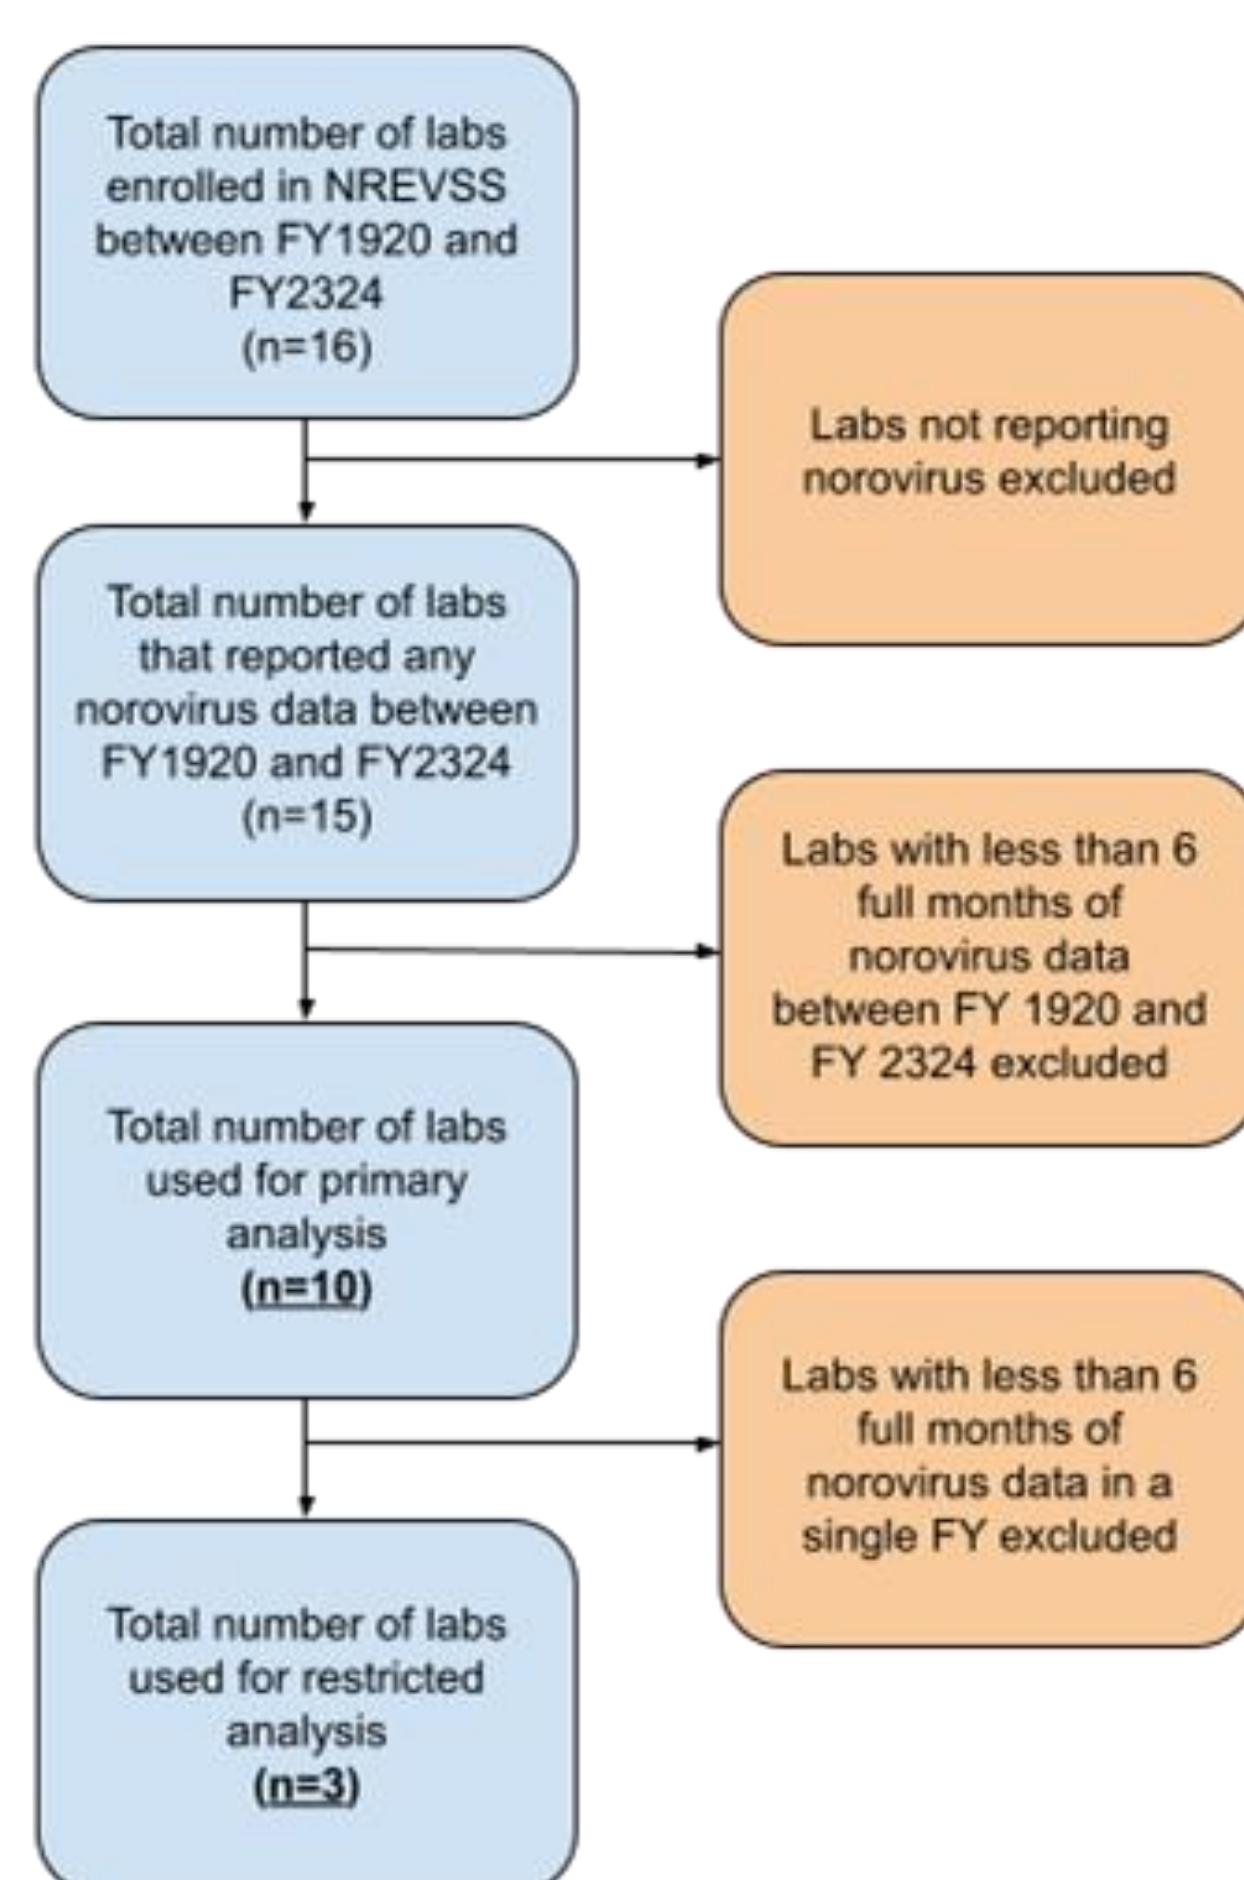 Total number of labs
enrolled in NREVSS
between FY1920 and
FY2324
(n=16)
Labs not reporting
norovirus excluded
Total number of labs
that reported any
norovirus data between
FY1920 and FY2324
(n=15)
Labs with less than 6
full months of
norovirus data
between FY 1920 and
FY 2324 excluded
Total number of labs
used for primary
analysis
(n=10)
Labs with less than 6
full months of
norovirus data in a
single FY excluded
Total number of labs
used for restricted
analysis
(n=3)